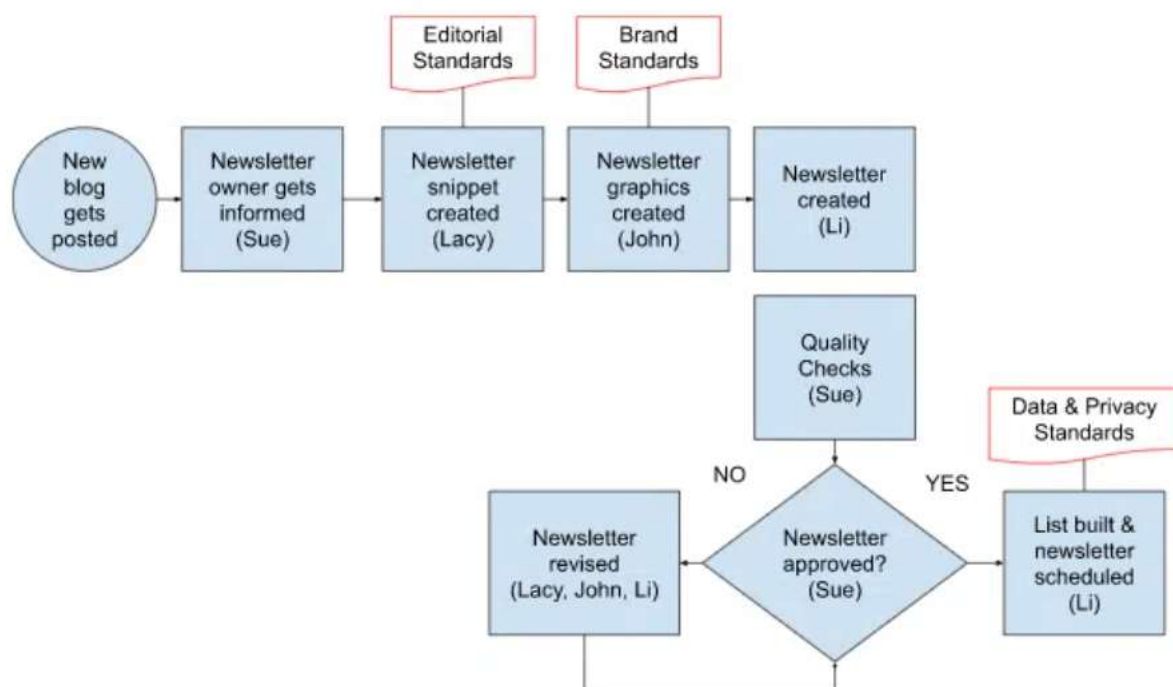 Editorial
Standards
Brand
Standards
New
blog
gets
posted
Newsletter
owner gets
informed
(Sue)
Newsletter
snippet
created
(Lacy)
Newsletter
graphics
created
(John)
Newsletter
created
(Li)
Quality
Checks
(Sue)
Data & Privacy
Standards
NO
YES
Newsletter
revised
(Lacy, John, Li)
Newsletter
approved?
(Sue)
List built &
newsletter
scheduled
(Li)